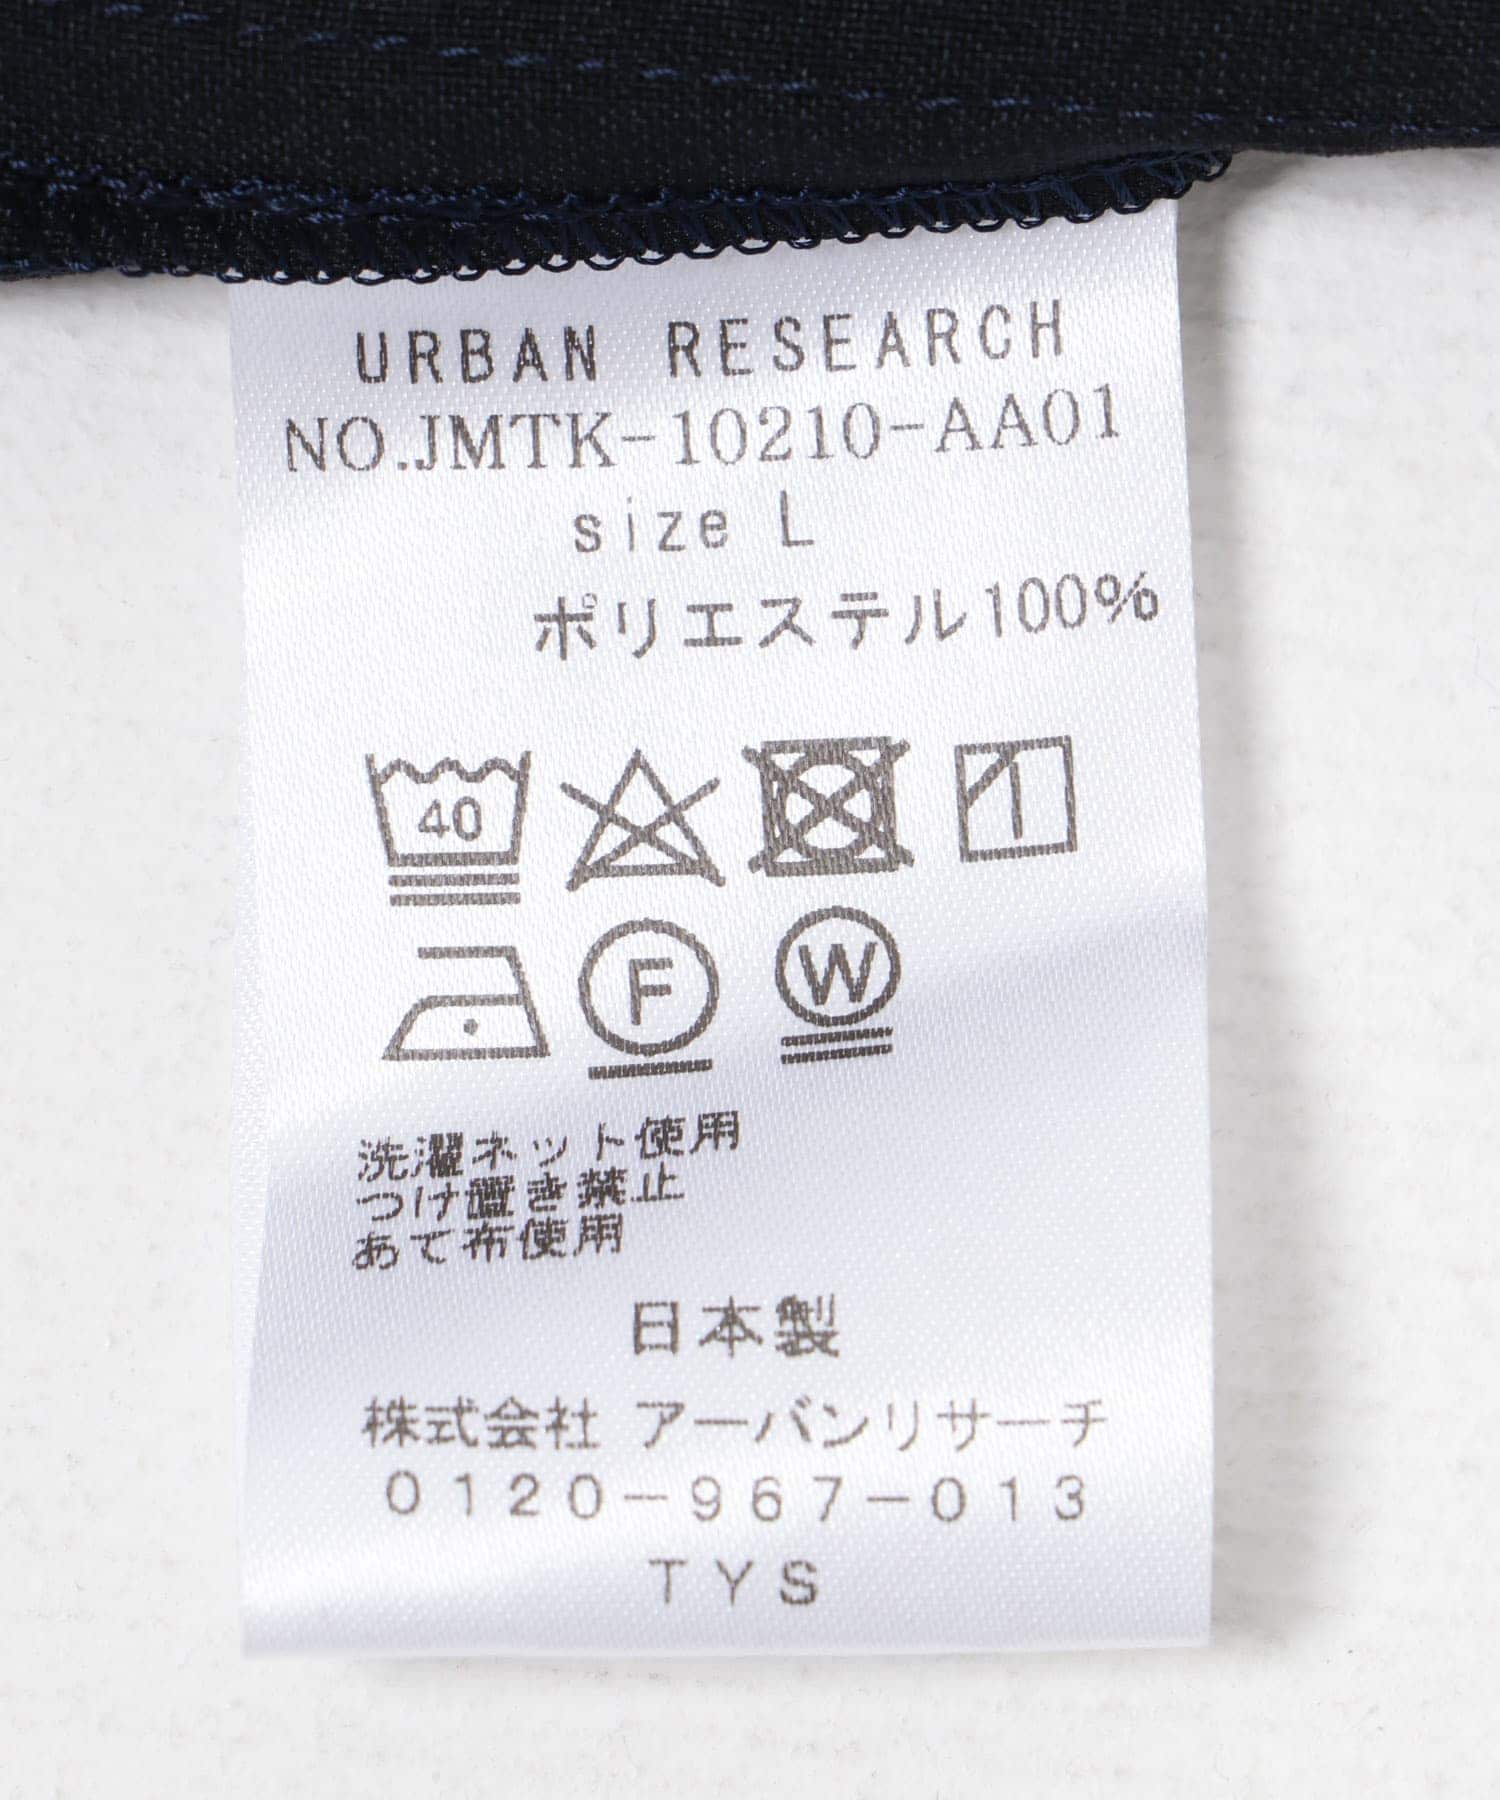 URBAN RESEARCH
NO.JMTK-10210-AA01
size L
ポリエステル100%
40
F W
洗濯ネット使用
つけ置き禁止
あて布使用
日本製
株式会社 アーバンリサーチ
0120-967-013
TYS